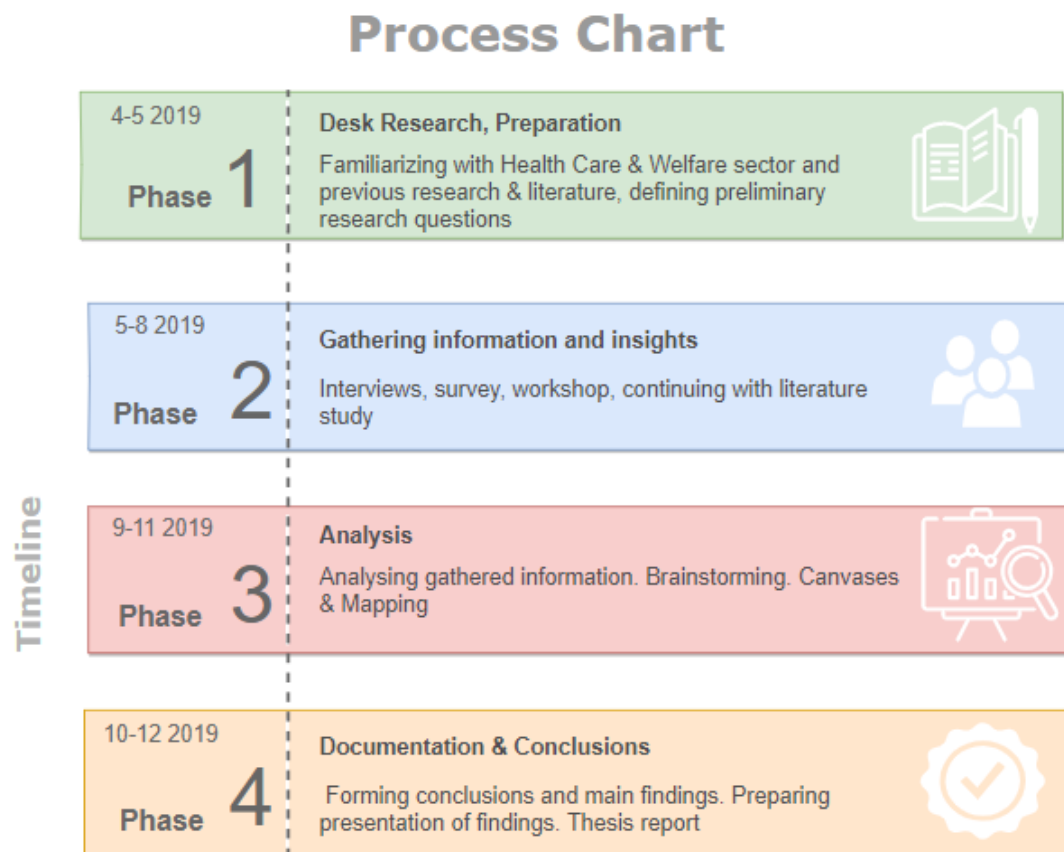 Process Chart
4-5 2019
Phase 1
Desk Research, Preparation
Familiarizing with Health Care & Welfare sector and
previous research & literature, defining preliminary
research questions
5-8 2019
Phase 2
Gathering information and insights
Interviews, survey, workshop, continuing with literature
study
Timeline
9-11 2019
Phase 3
Analysis
Analysing gathered information. Brainstorming. Canvases
& Mapping
10-12 2019
Phase 4
Documentation & Conclusions
Forming conclusions and main findings. Preparing
presentation of findings. Thesis report